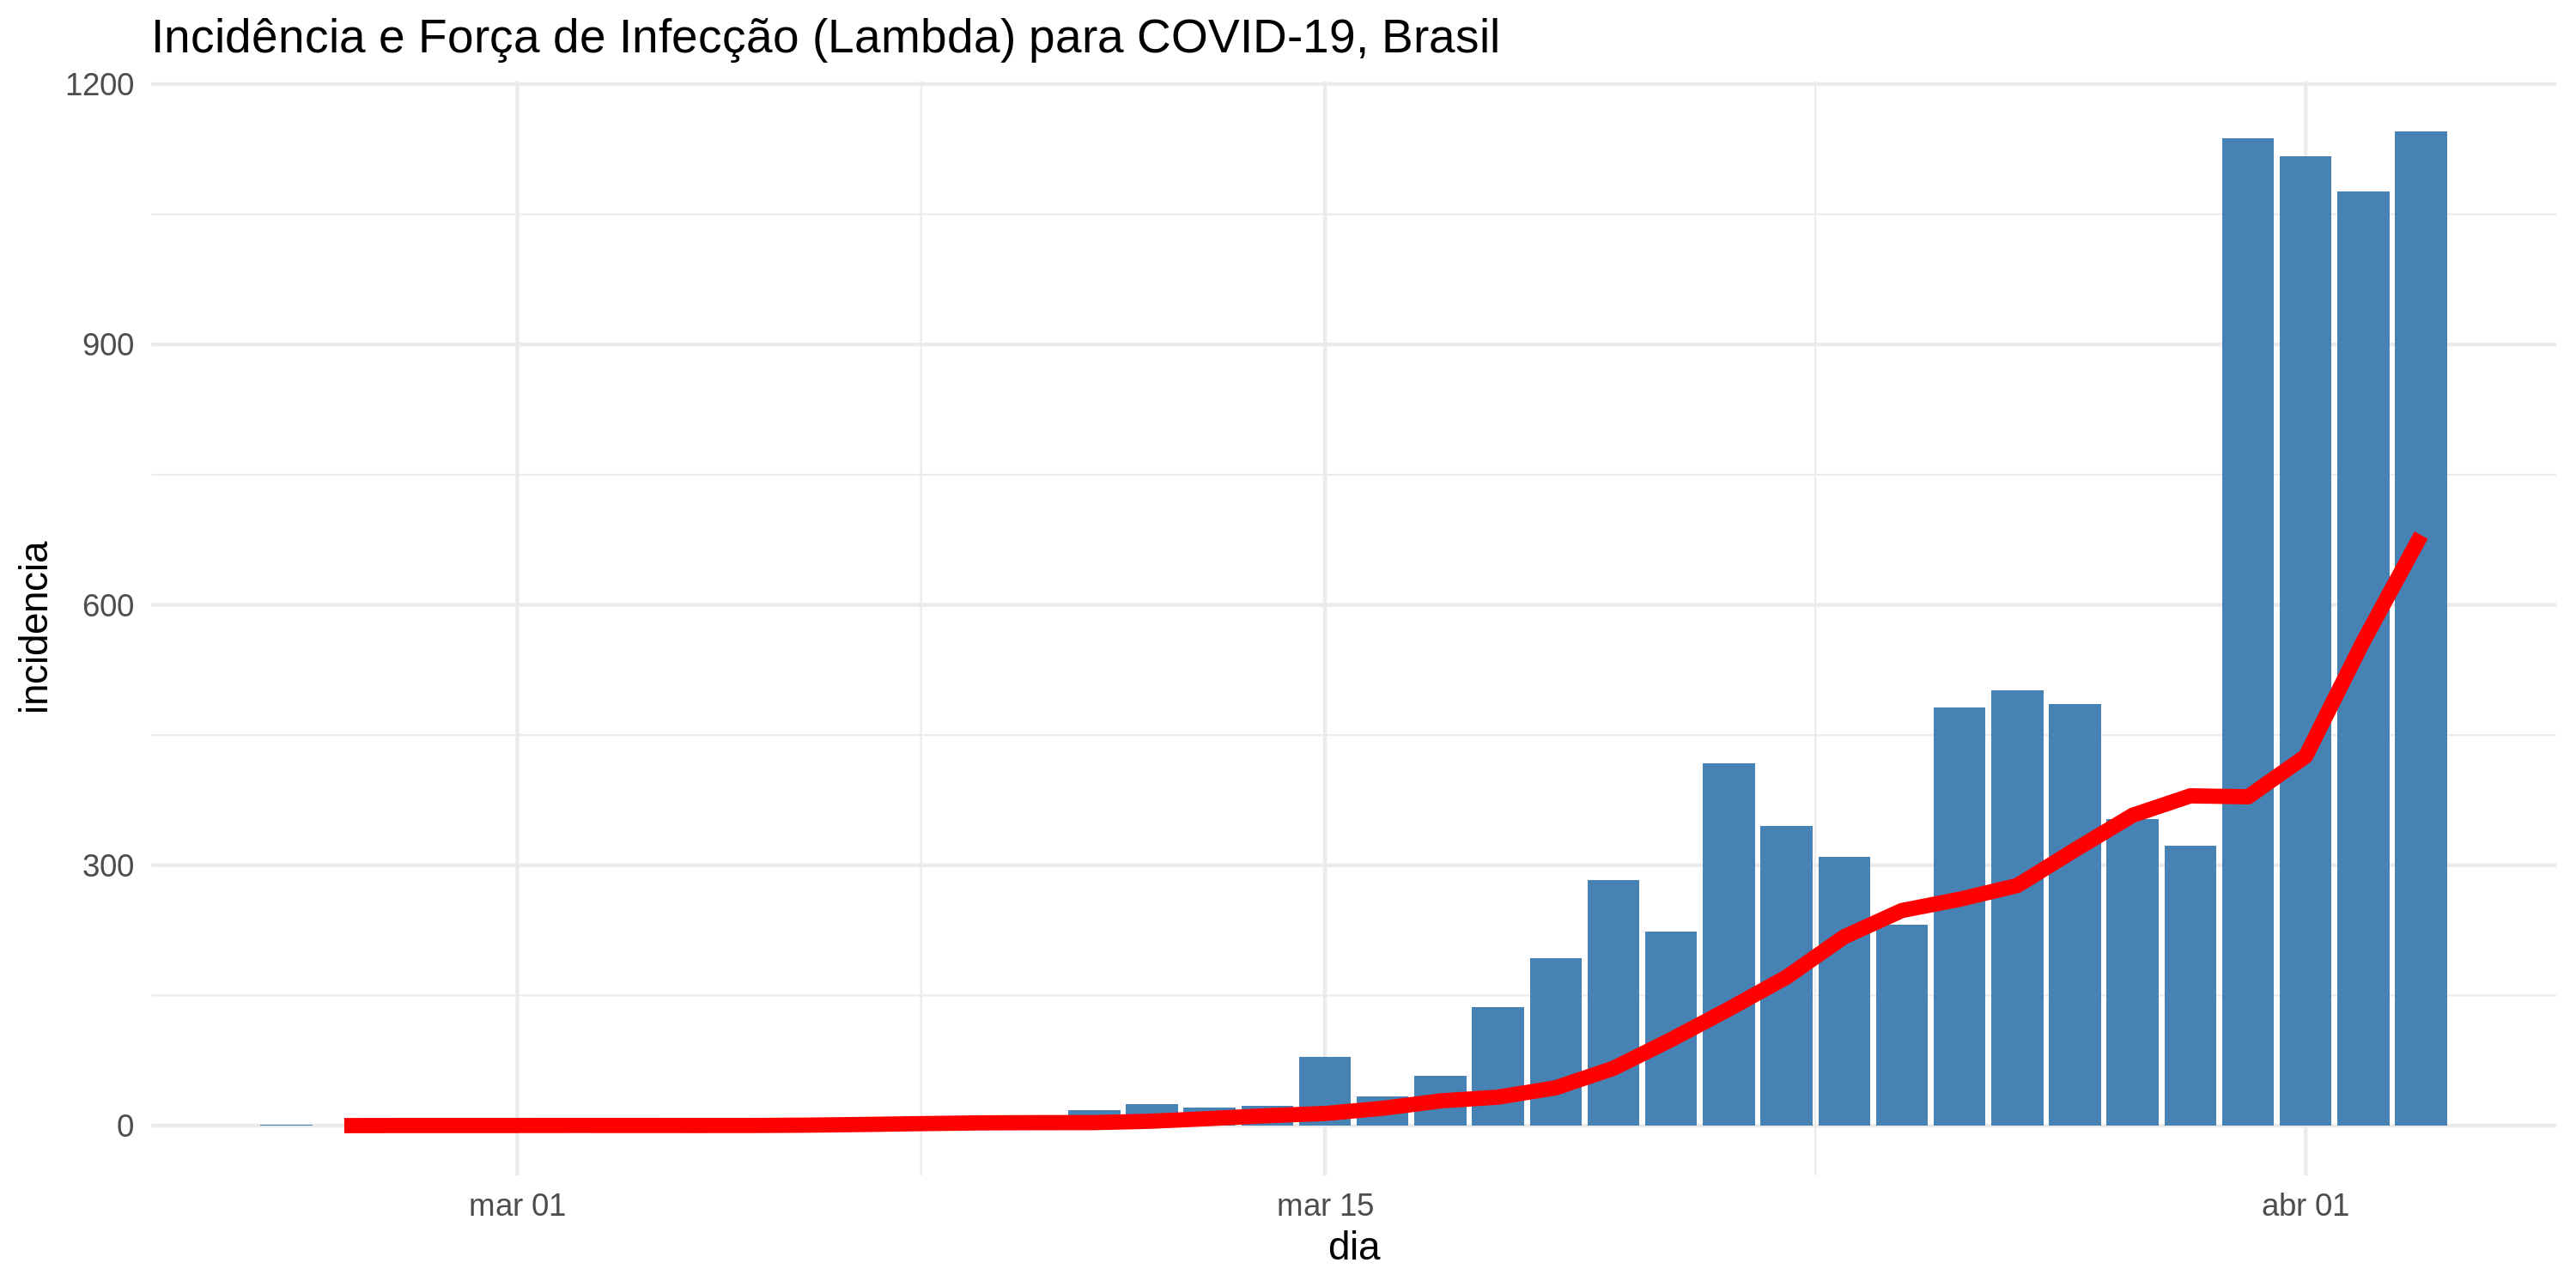 Incidência e Força de Infecção (Lambda) para COVID-19, Brasil
1200
900
600
300
0
incidencia
mar 01
mar 15
abr 01
dia